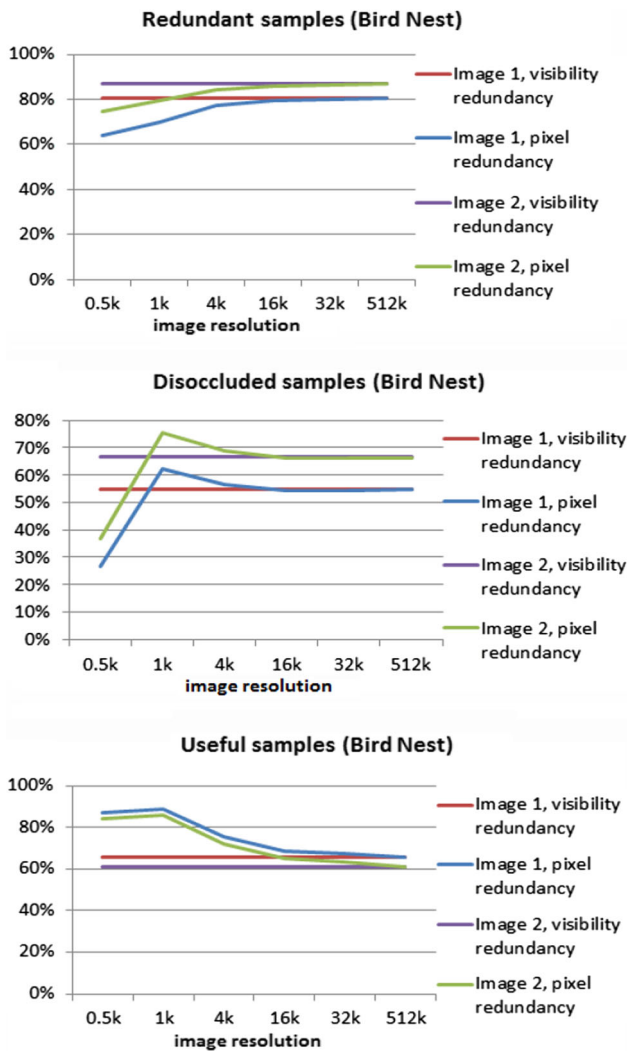 Redundant samples (Bird Nest)
100%
80%
60%
40%
20%
0%
0.5k 1k 4k 16k 32k 512k
image resolution
Image 1, visibility
redundancy
Image 1, pixel
redundancy
Image 2, visibility
redundancy
Image 2, pixel
redundancy
Disoccluded samples (Bird Nest)
80%
70%
60%
50%
40%
30%
20%
10%
0%
0.5k 1k 4k 16k 32k 512k
image resolution
Image 1, visibility
redundancy
Image 1, pixel
redundancy
Image 2, visibility
redundancy
Image 2, pixel
redundancy
Useful samples (Bird Nest)
100%
80%
60%
40%
20%
0%
0.5k 1k 4k 16k 32k 512k
image resolution
Image 1, visibility
redundancy
Image 1, pixel
redundancy
Image 2, visibility
redundancy
Image 2, pixel
redundancy